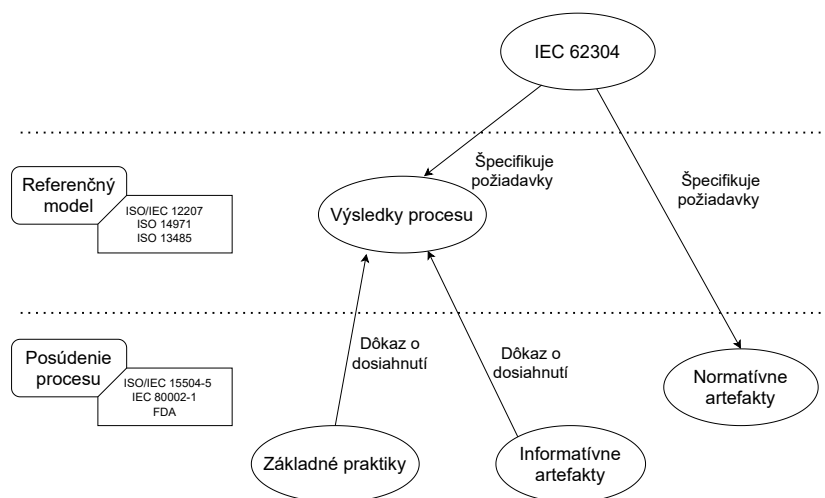 IEC 62304
Špecifikuje
požiadavky
Špecifikuje
požiadavky
Referenčný
model
ISO/IEC 12207
ISO 14971
ISO 13485
Výsledky procesu
Dôkaz o
dosiahnutí
Dôkaz o
dosiahnutí
Posúdenie
procesu
ISO/IEC 15504-5
IEC 80002-1
FDA
Normatívne
artefakty
Základné praktiky
Informatívne
artefakty